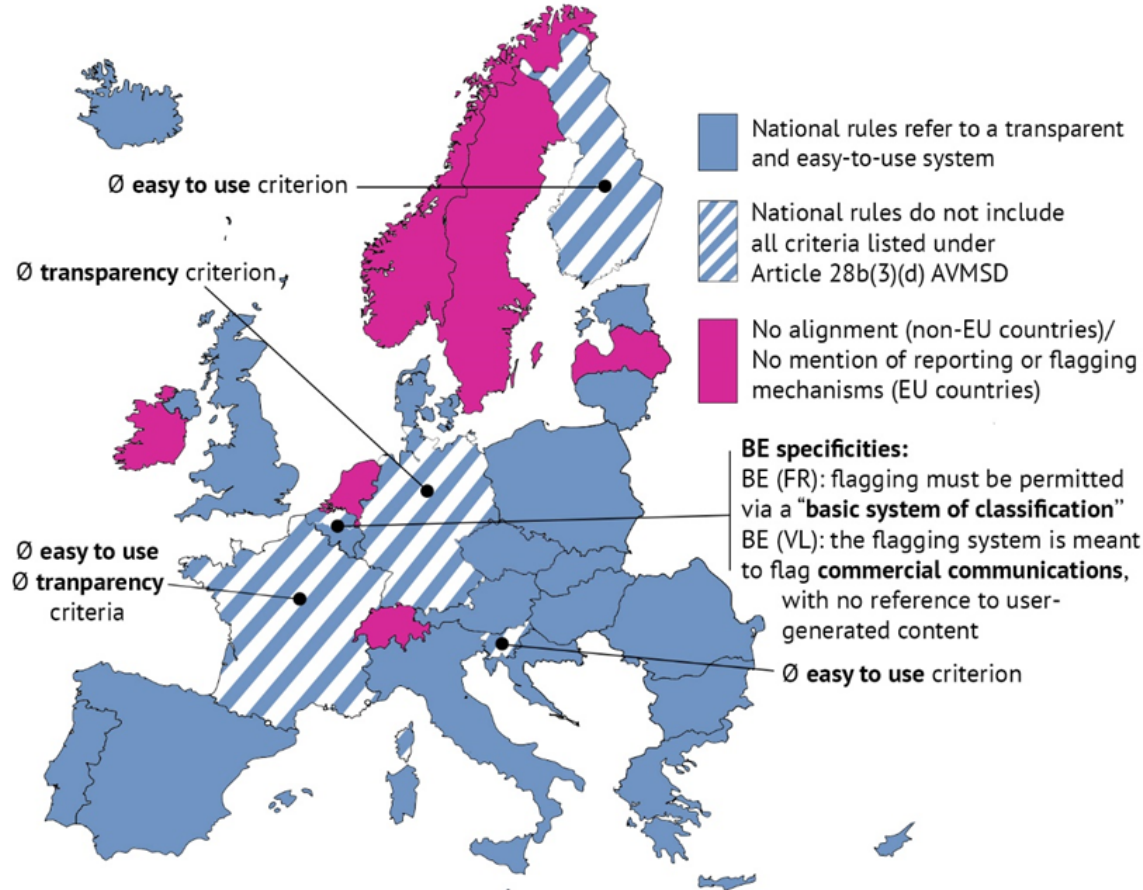 National rules refer to a transparent
and easy-to-use system
Ø easy to use criterion
National rules do not include
all criteria listed under
Article 28b(3)(d) AVMSD
Ø transparency criterion
No alignment (non-EU countries)/
No mention of reporting or flagging
mechanisms (EU countries)
BE specificities:
BE (FR): flagging must be permitted
via a “basic system of classification”
BE (VL): the flagging system is meant
to flag commercial communications,
with no reference to user-
generated content
Ø easy to use
Ø tranparency
criteria
Ø easy to use criterion